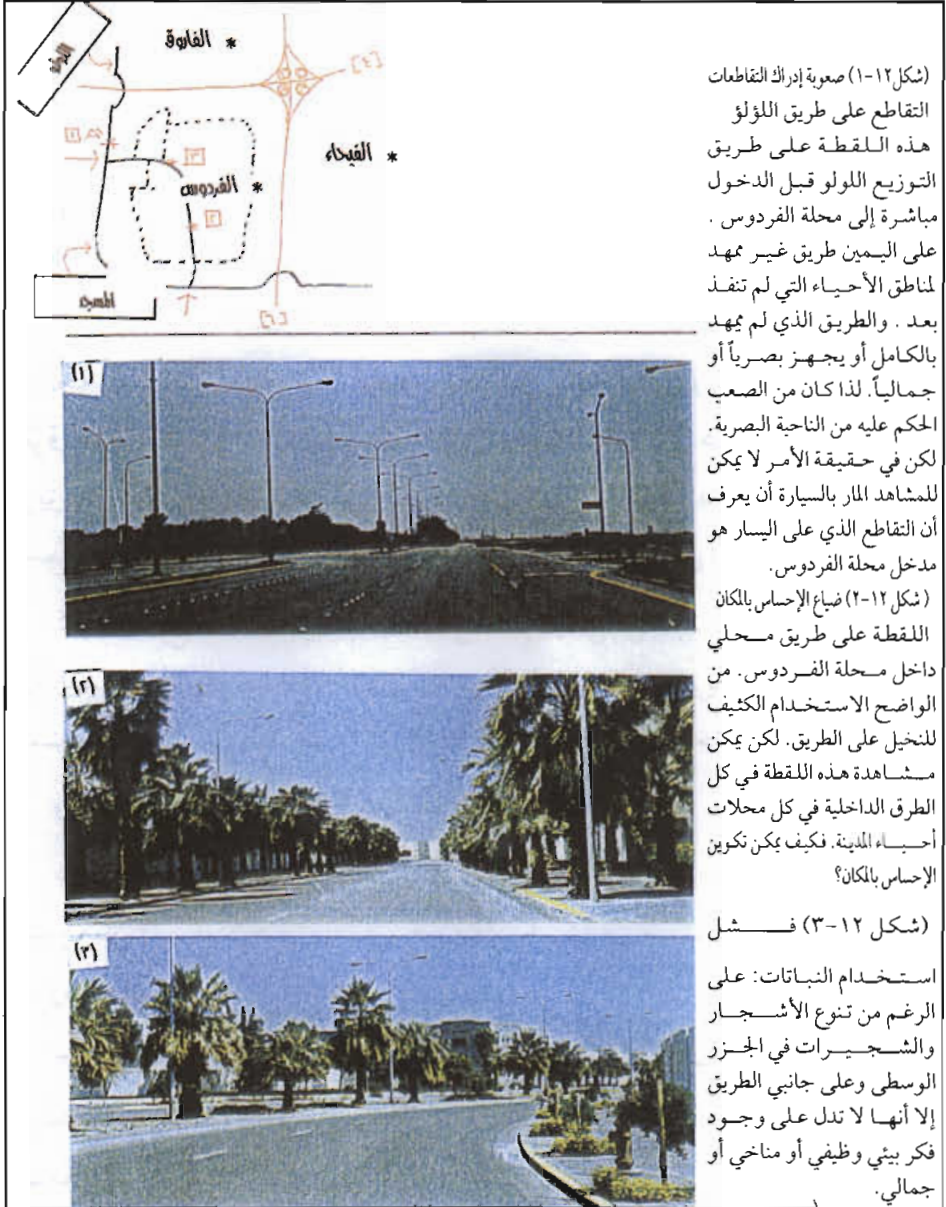 * الفاروق
[٤]
* الفيحاء
[٣]
* الفردوس
[٢]
[٦]
(١)
(٢)
(٣)
(شكل١٢-١) صعوبة إدراك التقاطعات
التقاطع على طريق اللؤلؤ
هذه اللقطة على طريق
التوزيع اللولو قبل الدخول
مباشرة إلى محلة الفردوس .
على اليمين طريق غير ممهد
لمناطق الأحياء التي لم تنفذ
بعد . والطريق الذي لم يمهد
بالكامل أو يجهز بصرياً أو
جمالياً. لذا كان من الصعب
الحكم عليه من الناحية البصرية.
لكن في حقيقة الأمر لا يمكن
للمشاهد المار بالسيارة أن يعرف
أن التقاطع الذي على اليسار هو
مدخل محلة الفردوس.
(شكل ١٢-٢) ضياع الإحساس بالمكان
اللقطة على طريق محلي
داخل محلة الفردوس. من
الواضح الاستخدام الكثيف
للنخيل على الطريق. لكن يمكن
مشاهدة هذه اللقطة في كل
الطرق الداخلية في كل محلات
أحياء المدينة. فكيف يمكن تكوين
الإحساس بالمكان؟
(شكل ١٢-٣) فشل
استخدام النباتات: على
الرغم من تنوع الأشجار
والشجيرات في الجزر
الوسطى وعلى جانبي الطريق
إلا أنها لا تدل على وجود
فكر بيئي وظيفي أو مناخي أو
جمالي.